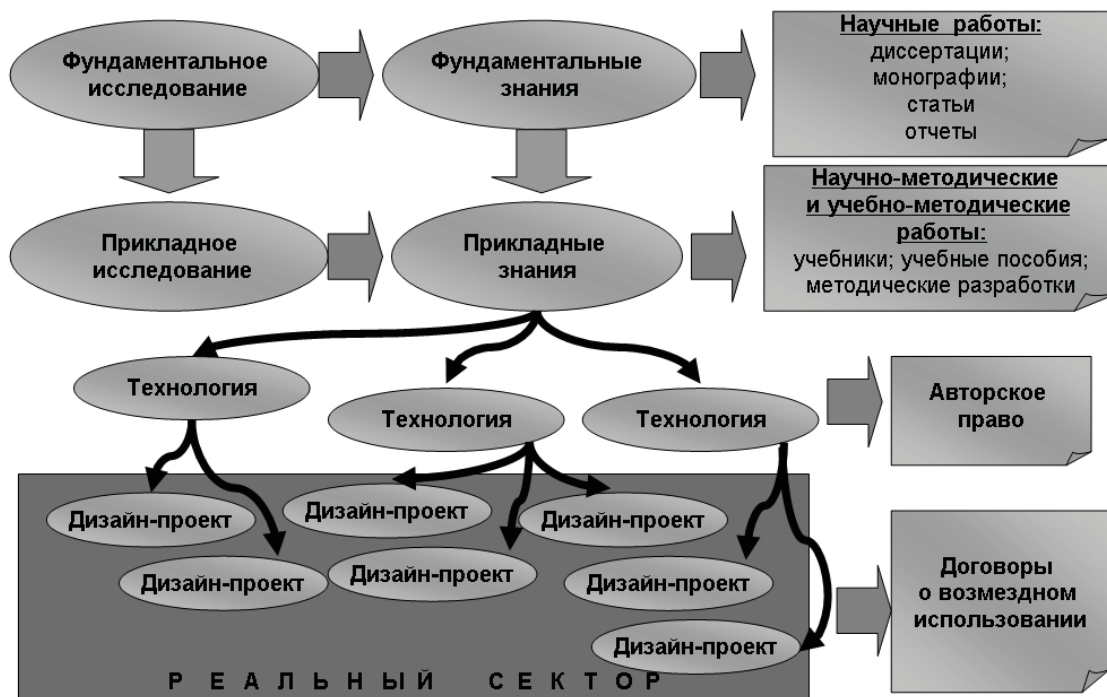 Фундаментальное
исследование
Фундаментальные
знания
Научные работы:
диссертации;
монографии;
статьи
отчеты
Прикладное
исследование
Прикладные
знания
Научно-методические
и учебно-методические
работы:
учебники; учебные пособия;
методические разработки
Технология
Технология
Технология
Авторское
право
Дизайн-проект
Дизайн-проект
Дизайн-проект
Дизайн-проект
Дизайн-проект
Дизайн-проект
Дизайн-проект
Договоры
о возмездном
использовании
РЕАЛЬНЫЙ СЕКТОР